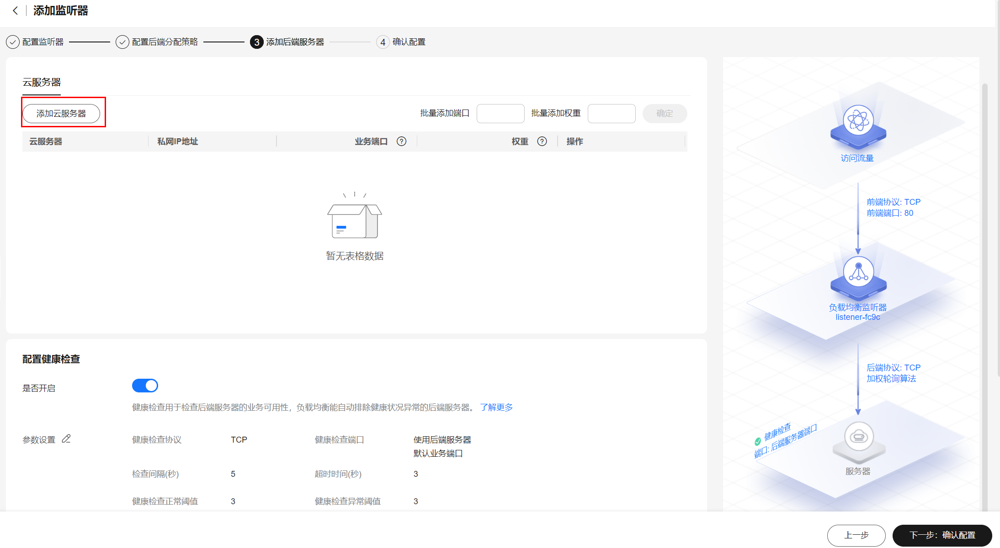 添加监听器
配置监听器
配置后端分配策略
3 添加后端服务器
4 确认配置
云服务器
添加云服务器
批量添加端口
批量添加权重
确定
云服务器
私网IP地址
业务端口 ?
权重 ?
操作
暂无表格数据
配置健康检查
是否开启
健康检查用于检查后端服务器的业务可用性，负载均衡能自动排除健康状况异常的后端服务器。 了解更多
参数设置
健康检查协议 TCP
健康检查端口 使用后端服务器
默认业务端口
检查间隔(秒) 5
超时时间(秒) 3
健康检查正常阈值 3
健康检查异常阈值 3
访问流量
前端协议: TCP
前端端口: 80
负载均衡监听器
listener-fc9c
后端协议: TCP
加权轮询算法
健康检查
端口: 后端服务器端口
服务器
上一步
下一步：确认配置